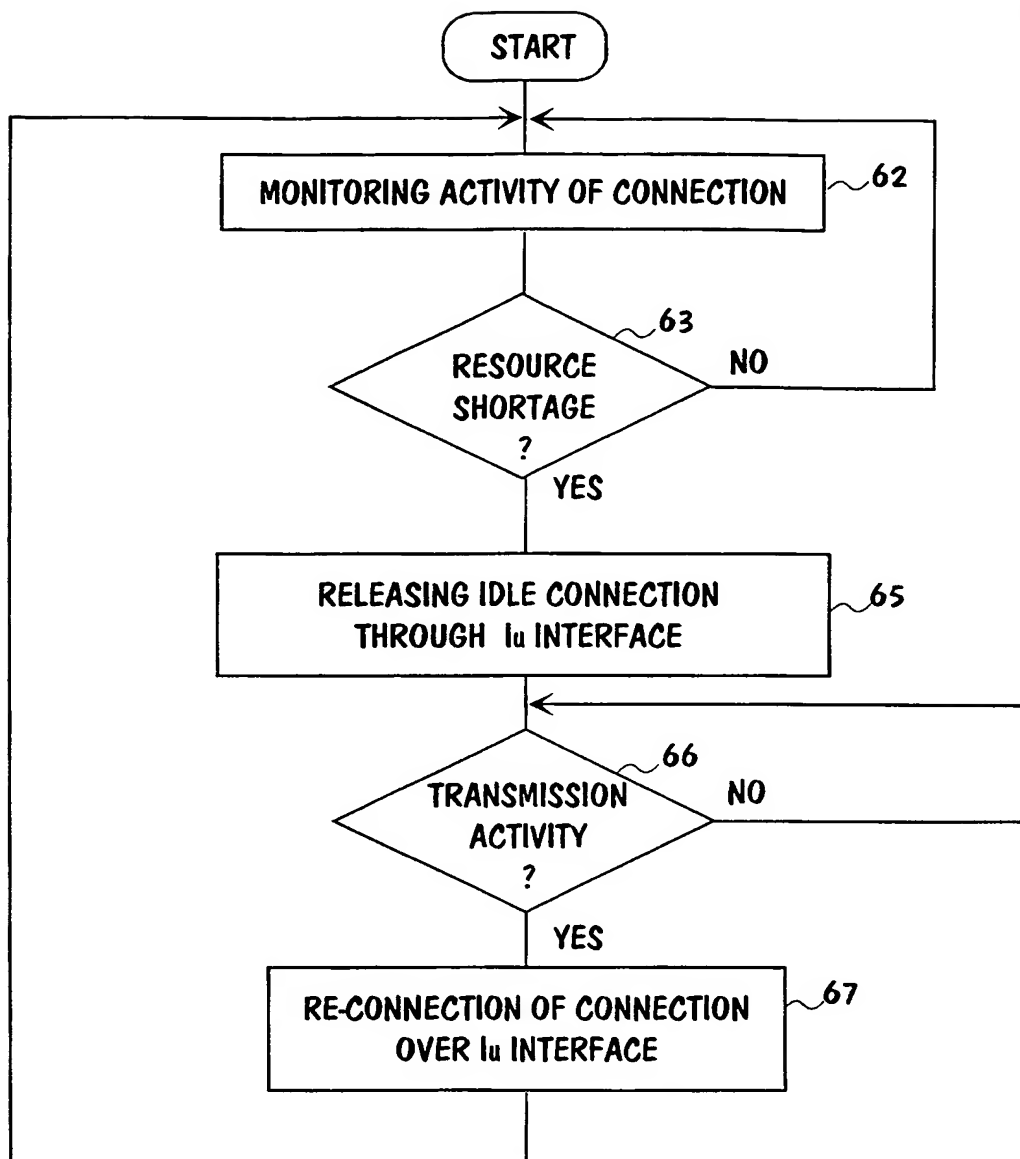 START
MONITORING ACTIVITY OF CONNECTION
62
63
RESOURCE
SHORTAGE
?
NO
YES
RELEASING IDLE CONNECTION
THROUGH Iu INTERFACE
65
66
TRANSMISSION
ACTIVITY
?
NO
YES
RE-CONNECTION OF CONNECTION
OVER Iu INTERFACE
67